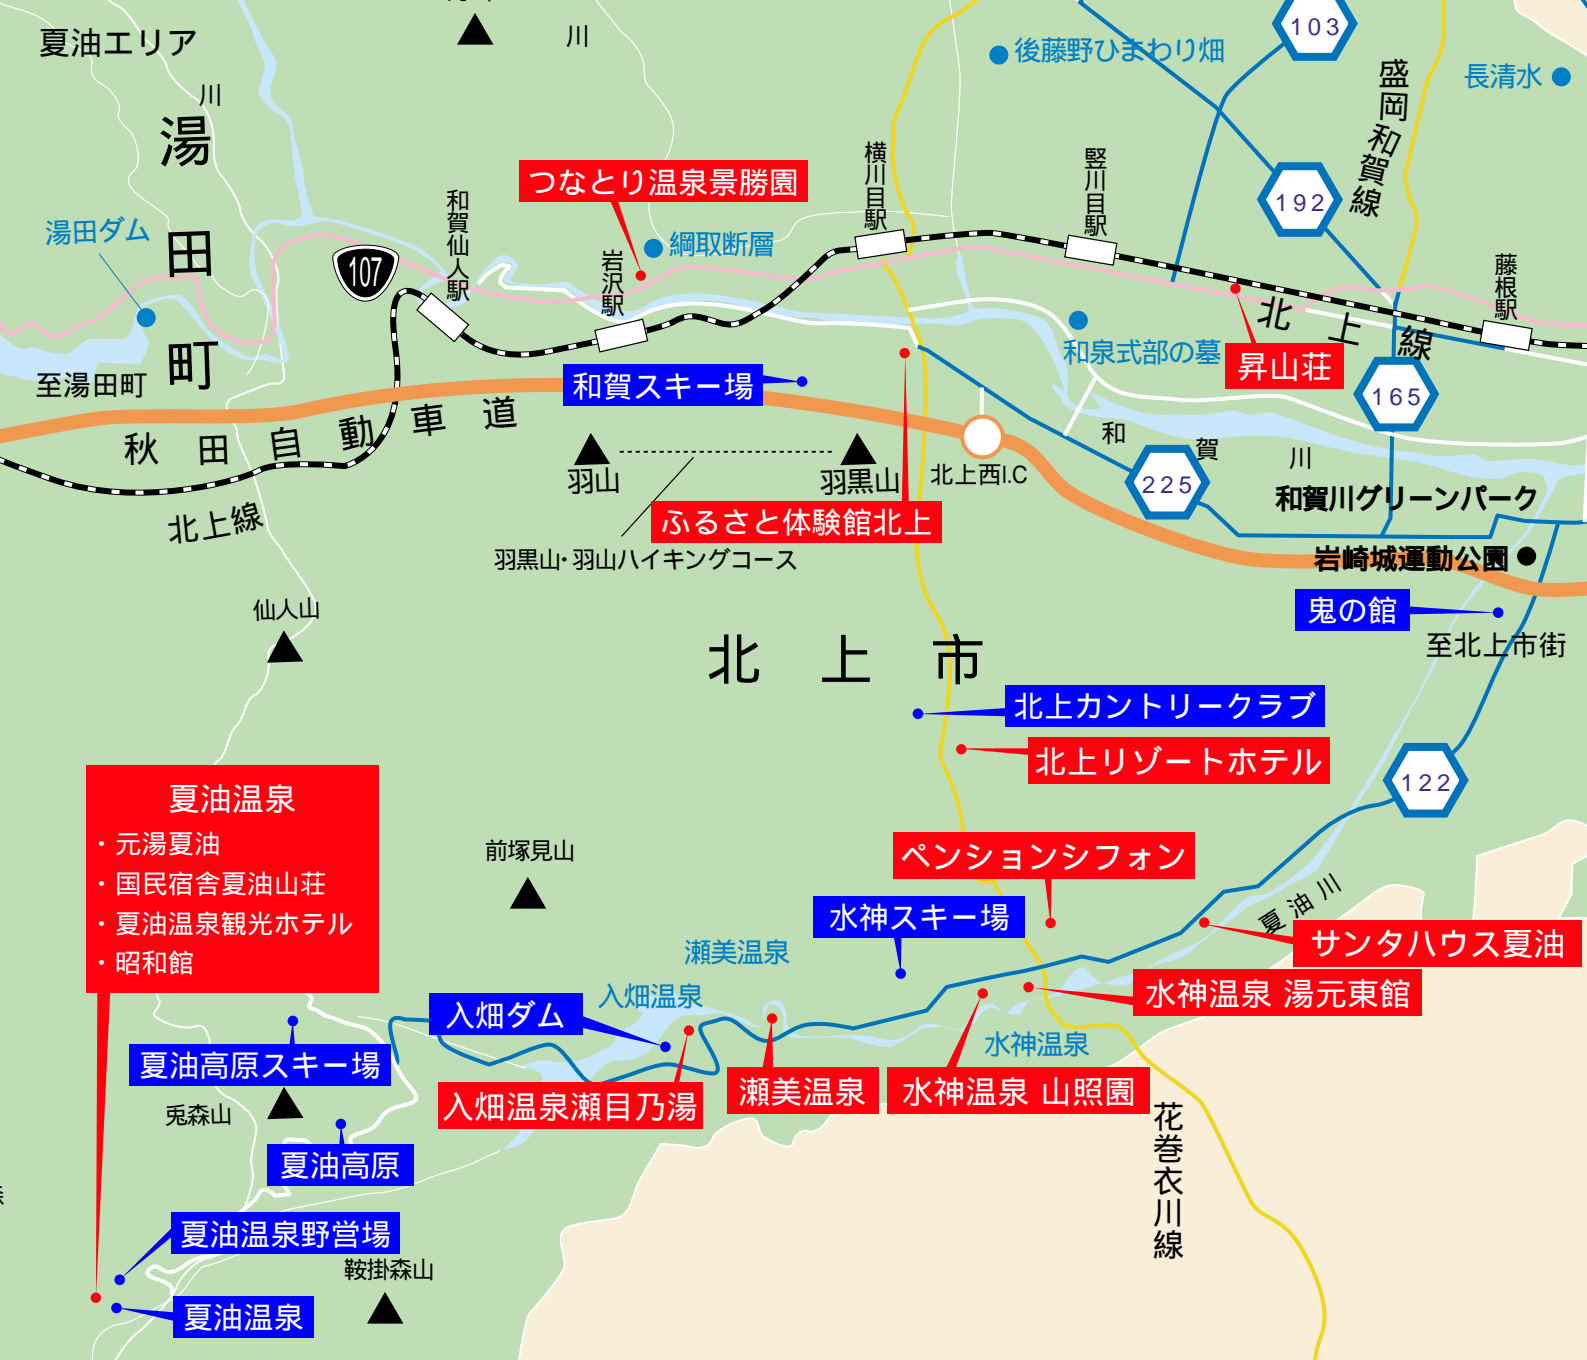 夏油エリア
川
川
後藤野ひまわり畑
103
盛岡和賀線
長清水
湯田町
つなとり温泉景勝園
横川目駅
竪川目駅
192
湯田ダム
和賀仙人駅
綱取断層
岩沢駅
107
藤根駅
北上線
和泉式部の墓
昇山荘
至湯田町
和賀スキー場
165
秋田自動車道
羽山
羽黒山
北上西I.C
和賀川
225
和賀川グリーンパーク
北上線
ふるさと体験館北上
羽黒山・羽山ハイキングコース
岩崎城運動公園
仙人山
鬼の館
至北上市街
北上市
北上カントリークラブ
北上リゾートホテル
122
夏油温泉
・元湯夏油
・国民宿舎夏油山荘
・夏油温泉観光ホテル
・昭和館
前塚見山
ペンションシフォン
水神スキー場
夏油川
サンタハウス夏油
瀬美温泉
入畑温泉
水神温泉 湯元東館
入畑ダム
水神温泉
夏油高原スキー場
入畑温泉瀬目乃湯
瀬美温泉
水神温泉 山照園
兎森山
花巻衣川線
夏油高原
夏油温泉野営場
鞍掛森山
夏油温泉